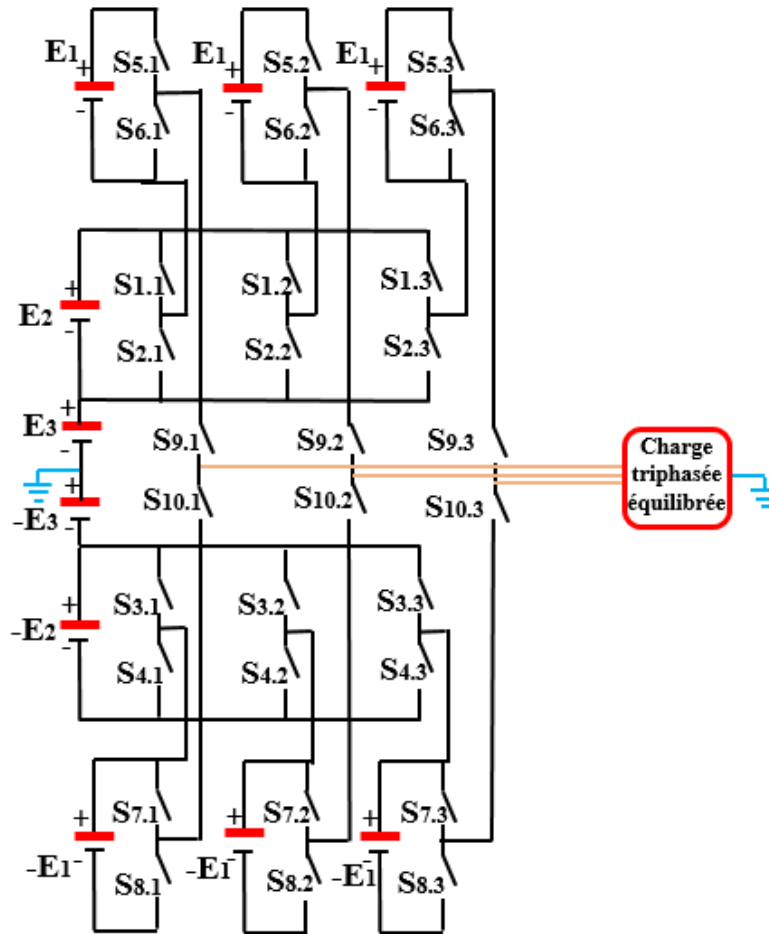 E1 + - S5.1 S6.1
E1 + - S5.2 S6.2
E1 + - S5.3 S6.3
E2 + - S1.1 S2.1
S1.2 S2.2
S1.3 S2.3
E3 + -
S9.1 S9.2 S9.3
-E3 + -
S10.1 S10.2 S10.3
Charge
triphasée
équilibrée
-E2 + - S3.1 S4.1
S3.2 S4.2
S3.3 S4.3
-E1 + - S7.1 S8.1
-E1 + - S7.2 S8.2
-E1 + - S7.3 S8.3